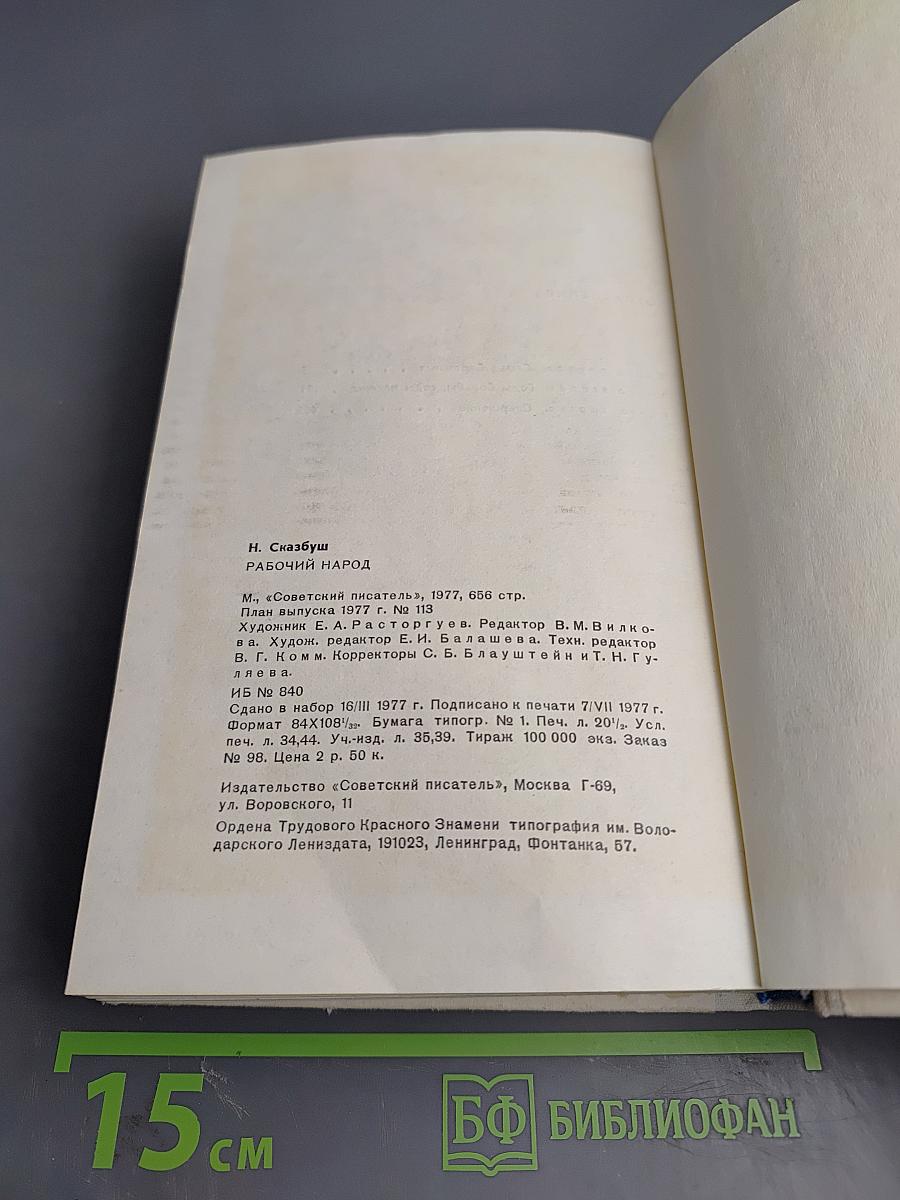 Н. Сказбуш
РАБОЧИЙ НАРОД
М., «Советский писатель», 1977, 656 стр.
План выпуска 1977 г. № 113
Художник Е. А. Расторгуев. Редактор В. М. Вилко-
ва. Худож. редактор Е. И. Балашева. Техн. редактор
В. Г. Комм. Корректоры С. Б. Блауштейн и Т. Н. Гу-
ляева.
ИБ № 840
Сдано в набор 16/III 1977 г. Подписано к печати 7/VII 1977 г.
Формат 84X108¹/₃₂. Бумага типогр. № 1. Печ. л. 20¹/₂. Усл.
печ. л. 34,44. Уч.-изд. л. 35,39. Тираж 100 000 экз. Заказ
№ 98. Цена 2 р. 50 к.
Издательство «Советский писатель», Москва Г-69,
ул. Воровского, 11
Ордена Трудового Красного Знамени типография им. Воло-
дарского Лениздата, 191023, Ленинград, Фонтанка, 57.
15 см
БФ БИБЛИОФАН